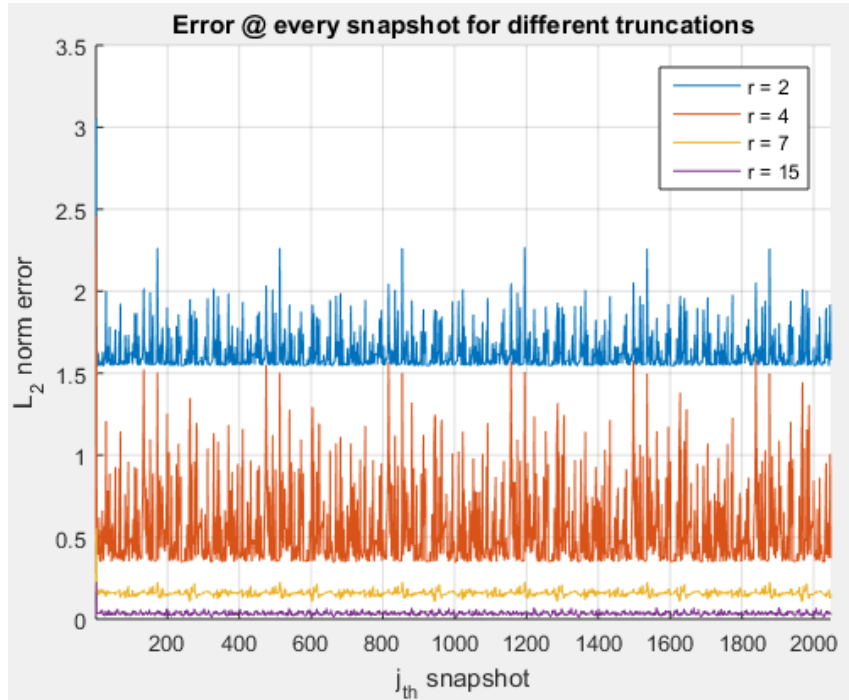 Error @ every snapshot for different truncations
3.5
3
2.5
2
1.5
1
0.5
0
L2 norm error
r = 2
r = 4
r = 7
r = 15
200 400 600 800 1000 1200 1400 1600 1800 2000
jth snapshot